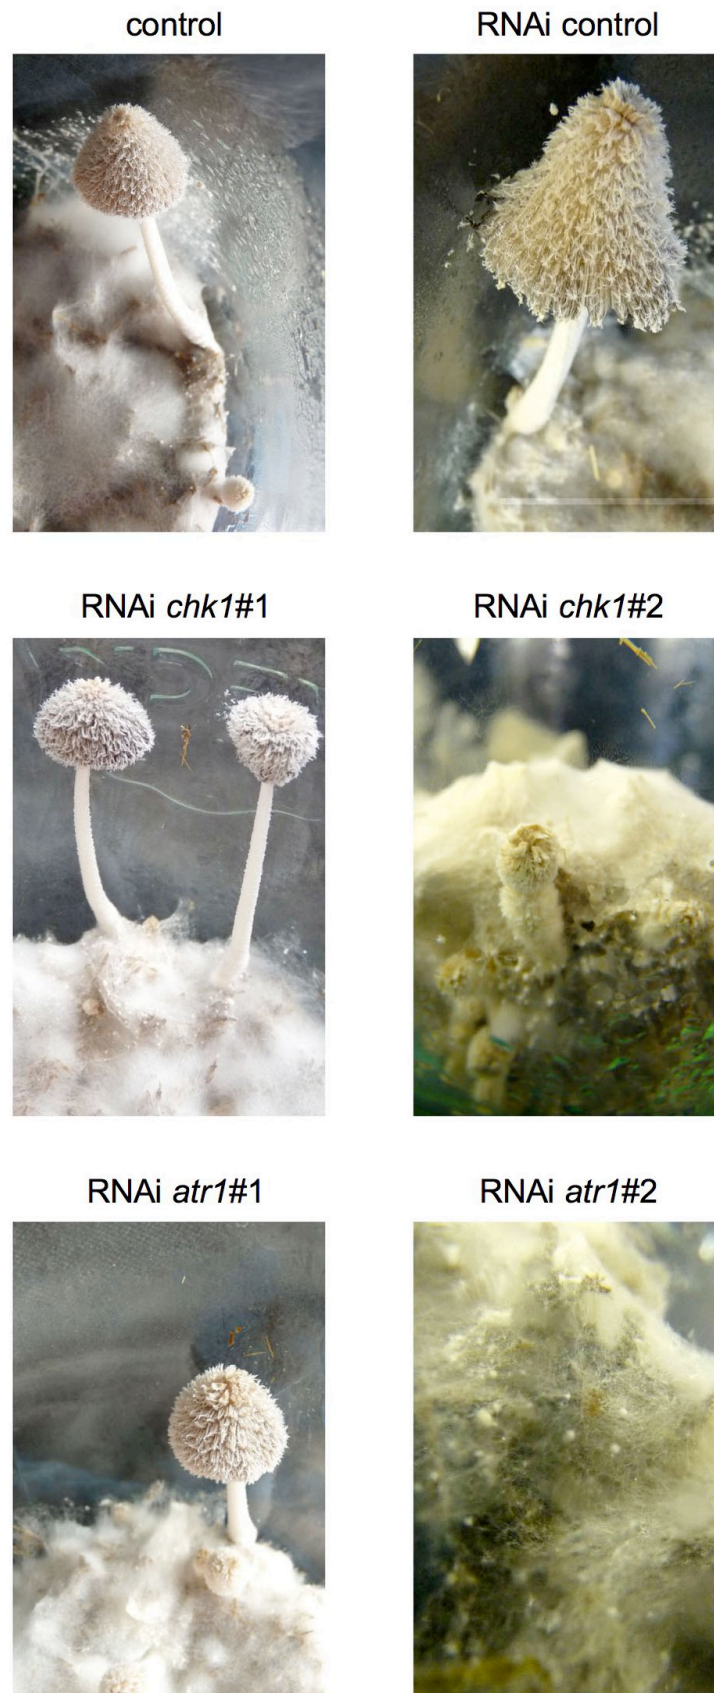 control
RNAi control
RNAi chk1#1
RNAi chk1#2
RNAi atr1#1
RNAi atr1#2